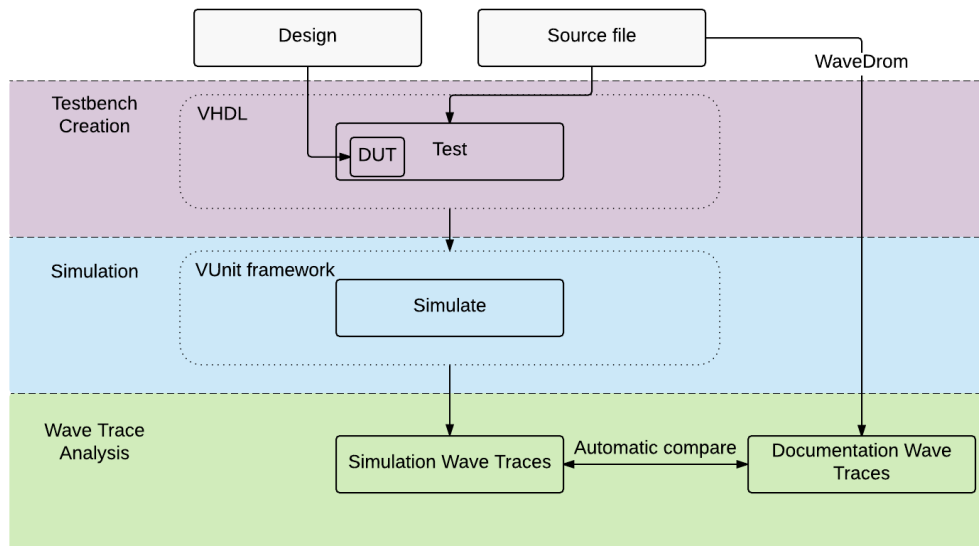 Design
Source file
WaveDrom
Testbench
Creation
VHDL
DUT
Test
Simulation
VUnit framework
Simulate
Wave Trace
Analysis
Simulation Wave Traces
Automatic compare
Documentation Wave
Traces